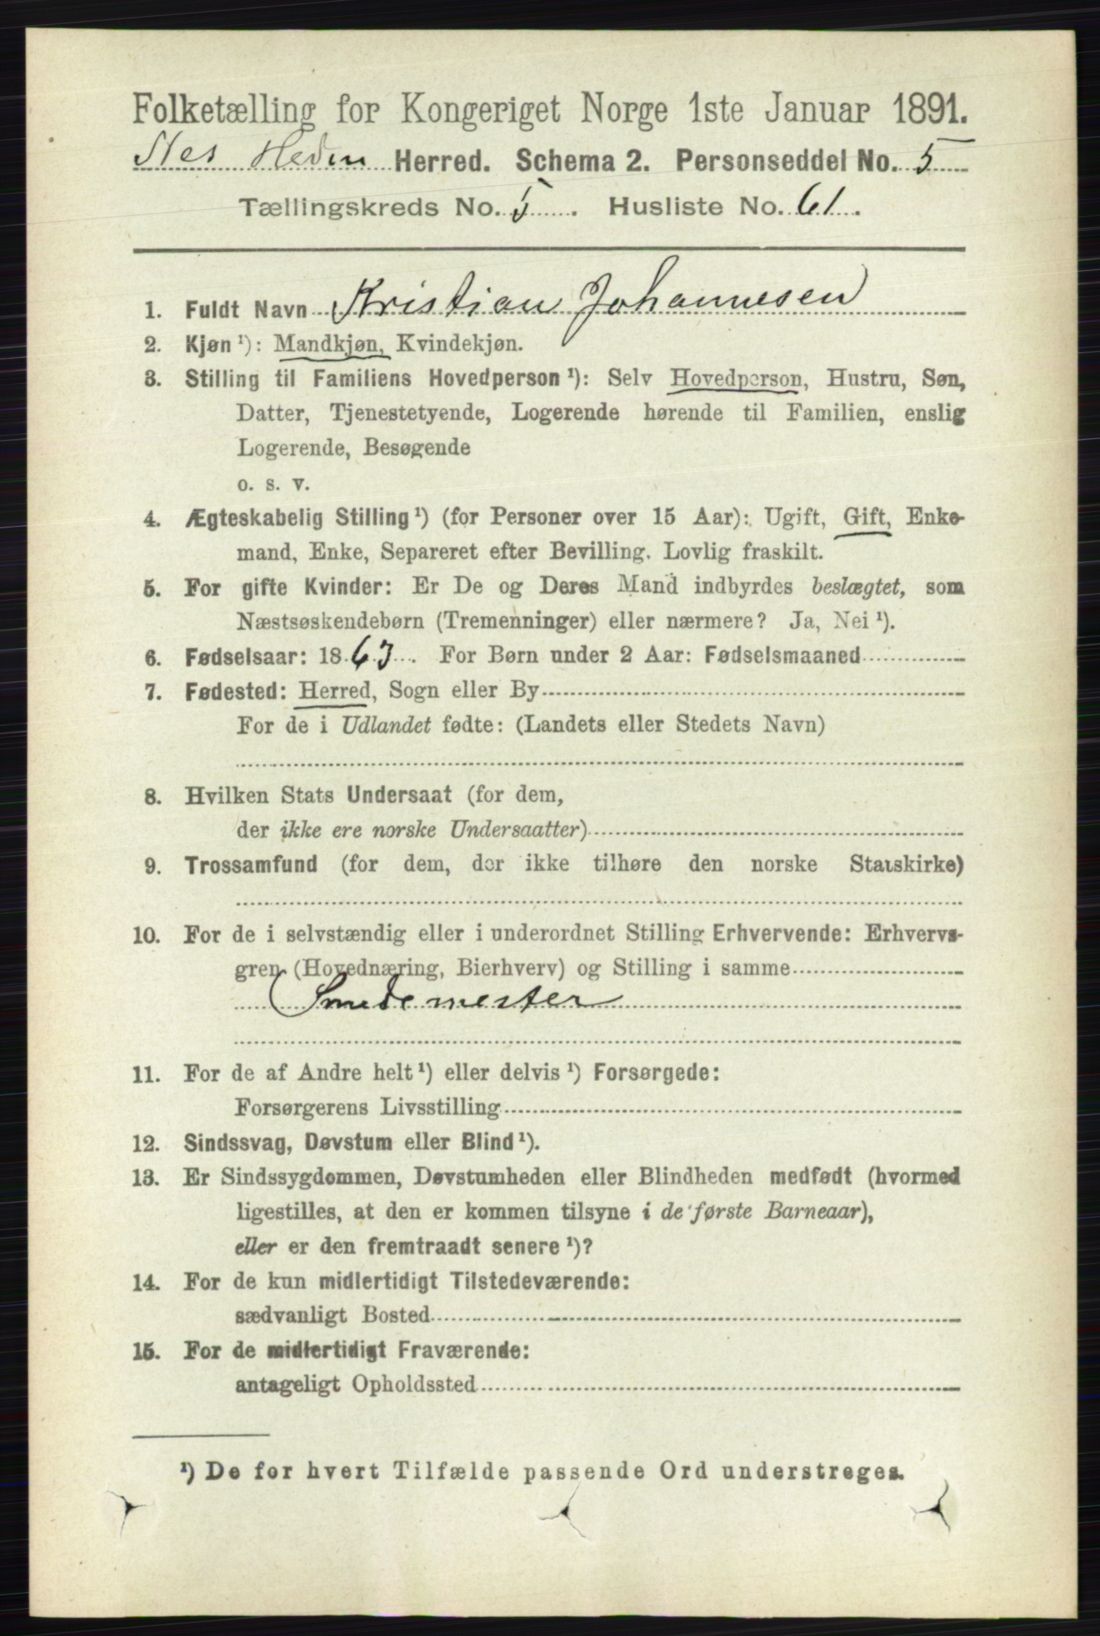 Folketælling for Kongeriget Norge 1ste Januar 1891.
Nes Heden Herred. Schema 2. Personseddel No. 5
Tællingskreds No. 5. Husliste No. 61.
1. Fuldt Navn Kristian Johannesen
2. Kjøn ¹): Mandkjøn, Kvindekjøn.
3. Stilling til Familiens Hovedperson ¹): Selv Hovedperson, Hustru, Søn,
Datter, Tjenestetyende, Logerende hørende til Familien, enslig
Logerende, Besøgende
o. s. v.
4. Ægteskabelig Stilling ¹) (for Personer over 15 Aar): Ugift, Gift, Enke-
mand, Enke, Separeret efter Bevilling. Lovlig fraskilt.
5. For gifte Kvinder: Er De og Deres Mand indbyrdes beslægtet, som
Næstsøskendebørn (Tremenninger) eller nærmere? Ja, Nei ¹).
6. Fødselsaar: 1863. For Børn under 2 Aar: Fødselsmaaned
7. Fødested: Herred, Sogn eller By
For de i Udlandet fødte: (Landets eller Stedets Navn)
8. Hvilken Stats Undersaat (for dem,
der ikke ere norske Undersaatter)
9. Trossamfund (for dem, der ikke tilhøre den norske Statskirke)
10. For de i selvstændig eller i underordnet Stilling Erhvervende: Erhvervs-
gren (Hovednæring, Bierhverv) og Stilling i samme
Smedemester
11. For de af Andre helt ¹) eller delvis ¹) Forsørgede:
Forsørgerens Livsstilling
12. Sindssvag, Døvstum eller Blind ¹).
13. Er Sindssygdommen, Døvstumheden eller Blindheden medfødt (hvormed
ligestilles, at den er kommen tilsyne i de første Barneaar),
eller er den fremtraadt senere ¹)?
14. For de kun midlertidigt Tilstedeværende:
sædvanligt Bosted
15. For de midlertidigt Fraværende:
antageligt Opholdssted
¹) De for hvert Tilfælde passende Ord understreges.